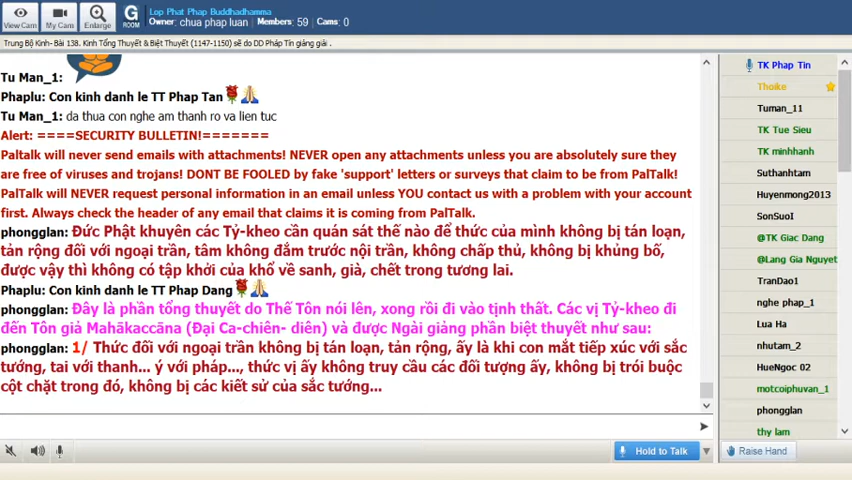 View Cam
My Cam
Enlarge
G
ROOM
Lop Phat Phap Buddhadhamma
Owner: chua phap luan / Members: 59 / Cams: 0
Trung Bộ Kinh- Bài 138. Kinh Tổng Thuyết & Biệt Thuyết (1147-1150) sẽ do DD Pháp Tín giảng giải .
Tu Man_1:
Phaplu: Con kinh danh le TT Phap Tan
Tu Man_1: da thua con nghe am thanh ro va lien tuc
Alert: ====SECURITY BULLETIN!=======
Paltalk will never send emails with attachments! NEVER open any attachments unless you are absolutely sure they
are free of viruses and trojans! DONT BE FOOLED by fake 'support' letters or surveys that claim to be from PalTalk!
PalTalk will NEVER request personal information in an email unless YOU contact us with a problem with your account
first. Always check the header of any email that claims it is coming from PalTalk.
phongglan: Đức Phật khuyên các Tỷ-kheo cần quán sát thế nào để thức của mình không bị tán loạn,
tản rộng đối với ngoại trần, tâm không đắm trước nội trần, không chấp thủ, không bị khủng bố,
được vậy thì không có tập khởi của khổ về sanh, già, chết trong tương lai.
Phaplu: Con kinh danh le TT Phap Dang
phongglan: Đây là phần tổng thuyết do Thế Tôn nói lên, xong rồi đi vào tịnh thất. Các vị Tỷ-kheo đi
đến Tôn giả Mahākaccāna (Đại Ca-chiên- diên) và được Ngài giảng phần biệt thuyết như sau:
phongglan: 1/ Thức đối với ngoại trần không bị tán loạn, tản rộng, ấy là khi con mắt tiếp xúc với sắc
tướng, tai với thanh... ý với pháp..., thức vị ấy không truy cầu các đối tượng ấy, không bị trói buộc
cột chặt trong đó, không bị các kiết sử của sắc tướng...
Hold to Talk
TK Phap Tin
Thoike
Tuman_11
TK Tue Sieu
TK minhhanh
Suthanhtam
Huyenmong2013
SonSuoI
@TK Giac Dang
@Lang Gia Nguyet
TranDao1
nghe phap_1
Lua Ha
nhutam_2
HueNgoc 02
motcoiphuvan_1
phongglan
thy lam
Raise Hand